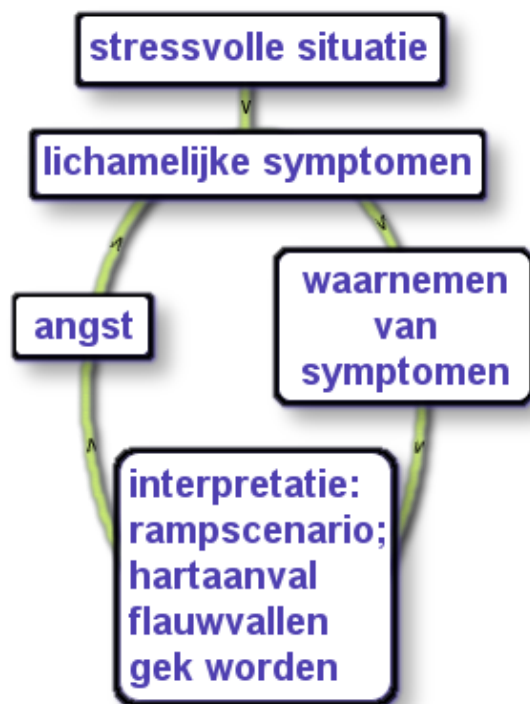 stressvolle situatie
lichamelijke symptomen
waarnemen
van
symptomen
angst
interpretatie:
rampscenario;
hartaanval
flauwvallen
gek worden